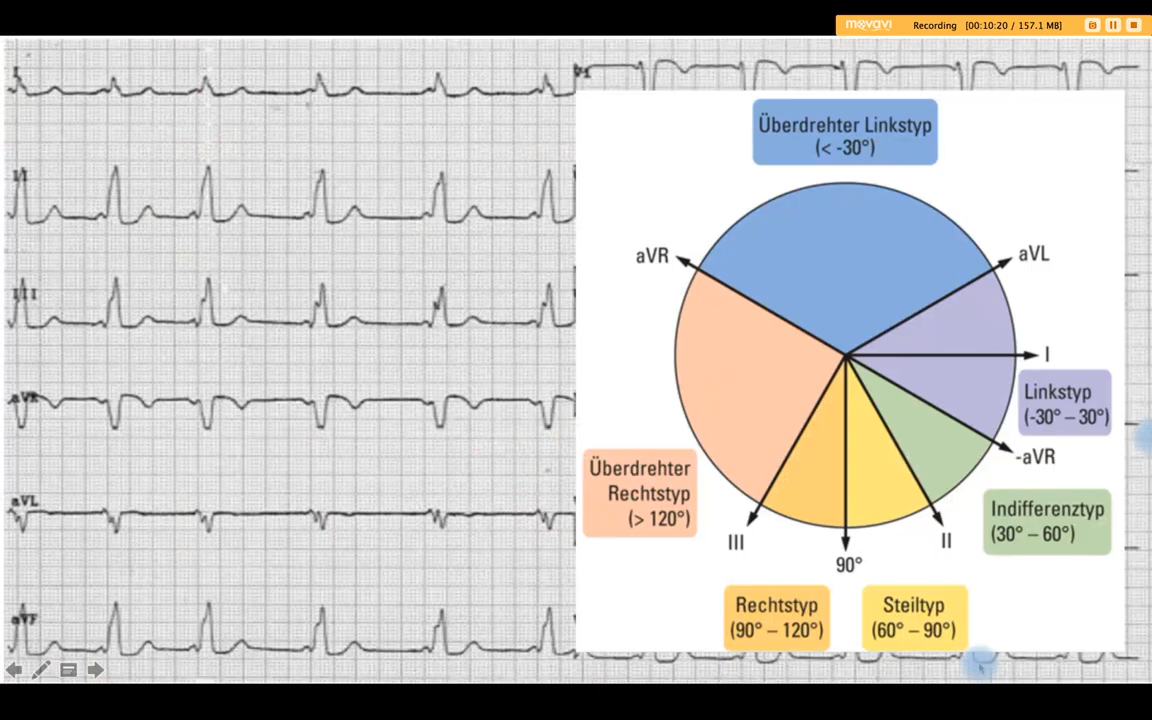 movavi Recording [00:10:20 / 157.1 MB]
I
II
III
aVR
aVL
aVF
V1
Überdrehter Linkstyp
(< -30°)
aVR
aVL
I
Linkstyp
(-30° – 30°)
-aVR
Überdrehter
Rechtstyp
(> 120°)
Indifferenztyp
(30° – 60°)
III
II
90°
Rechtstyp
(90° – 120°)
Steiltyp
(60° – 90°)